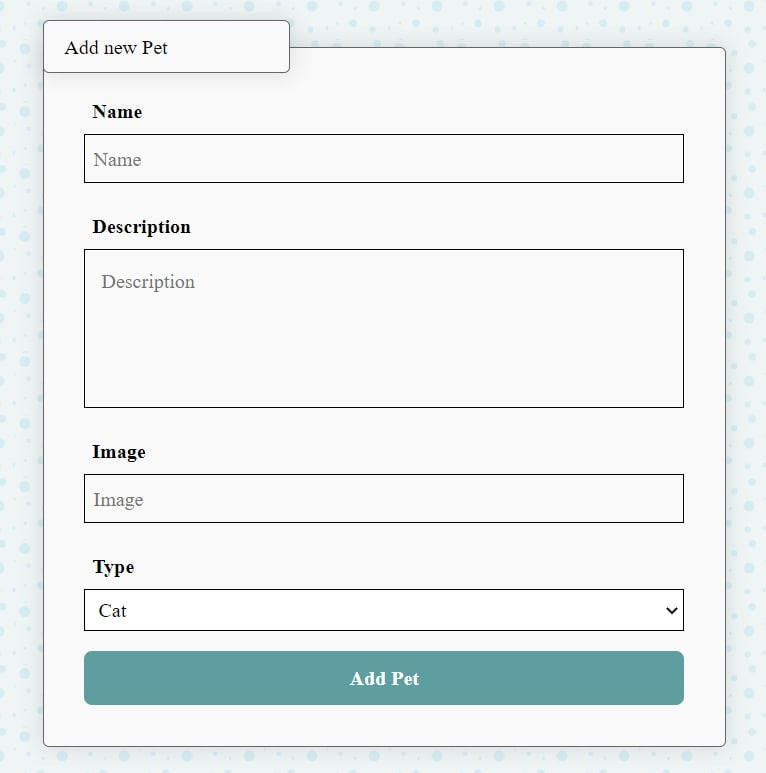 Add new Pet
Name
Name
Description
Description
Image
Image
Type
Cat
Add Pet